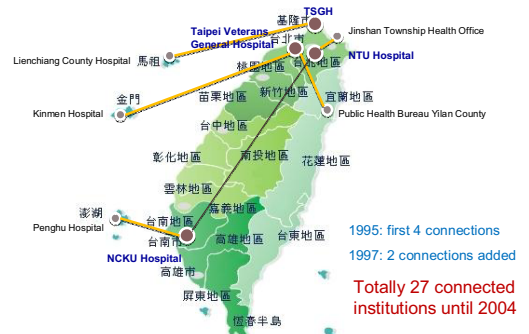 TSGH
基隆市
Taipei Veterans
General Hospital
台北市
Jinshan Township Health Office
Lienchiang County Hospital
馬祖
台北地區
NTU Hospital
桃園地區
金門
苗栗地區
新竹地區
宜蘭地區
Kinmen Hospital
Public Health Bureau Yilan County
台中地區
彰化地區
南投地區
花蓮地區
雲林地區
澎湖
嘉義地區
Penghu Hospital
台南地區
台南市
高雄地區
台東地區
NCKU Hospital
高雄市
屏東地區
恆春半島
1995: first 4 connections
1997: 2 connections added
Totally 27 connected
institutions until 2004